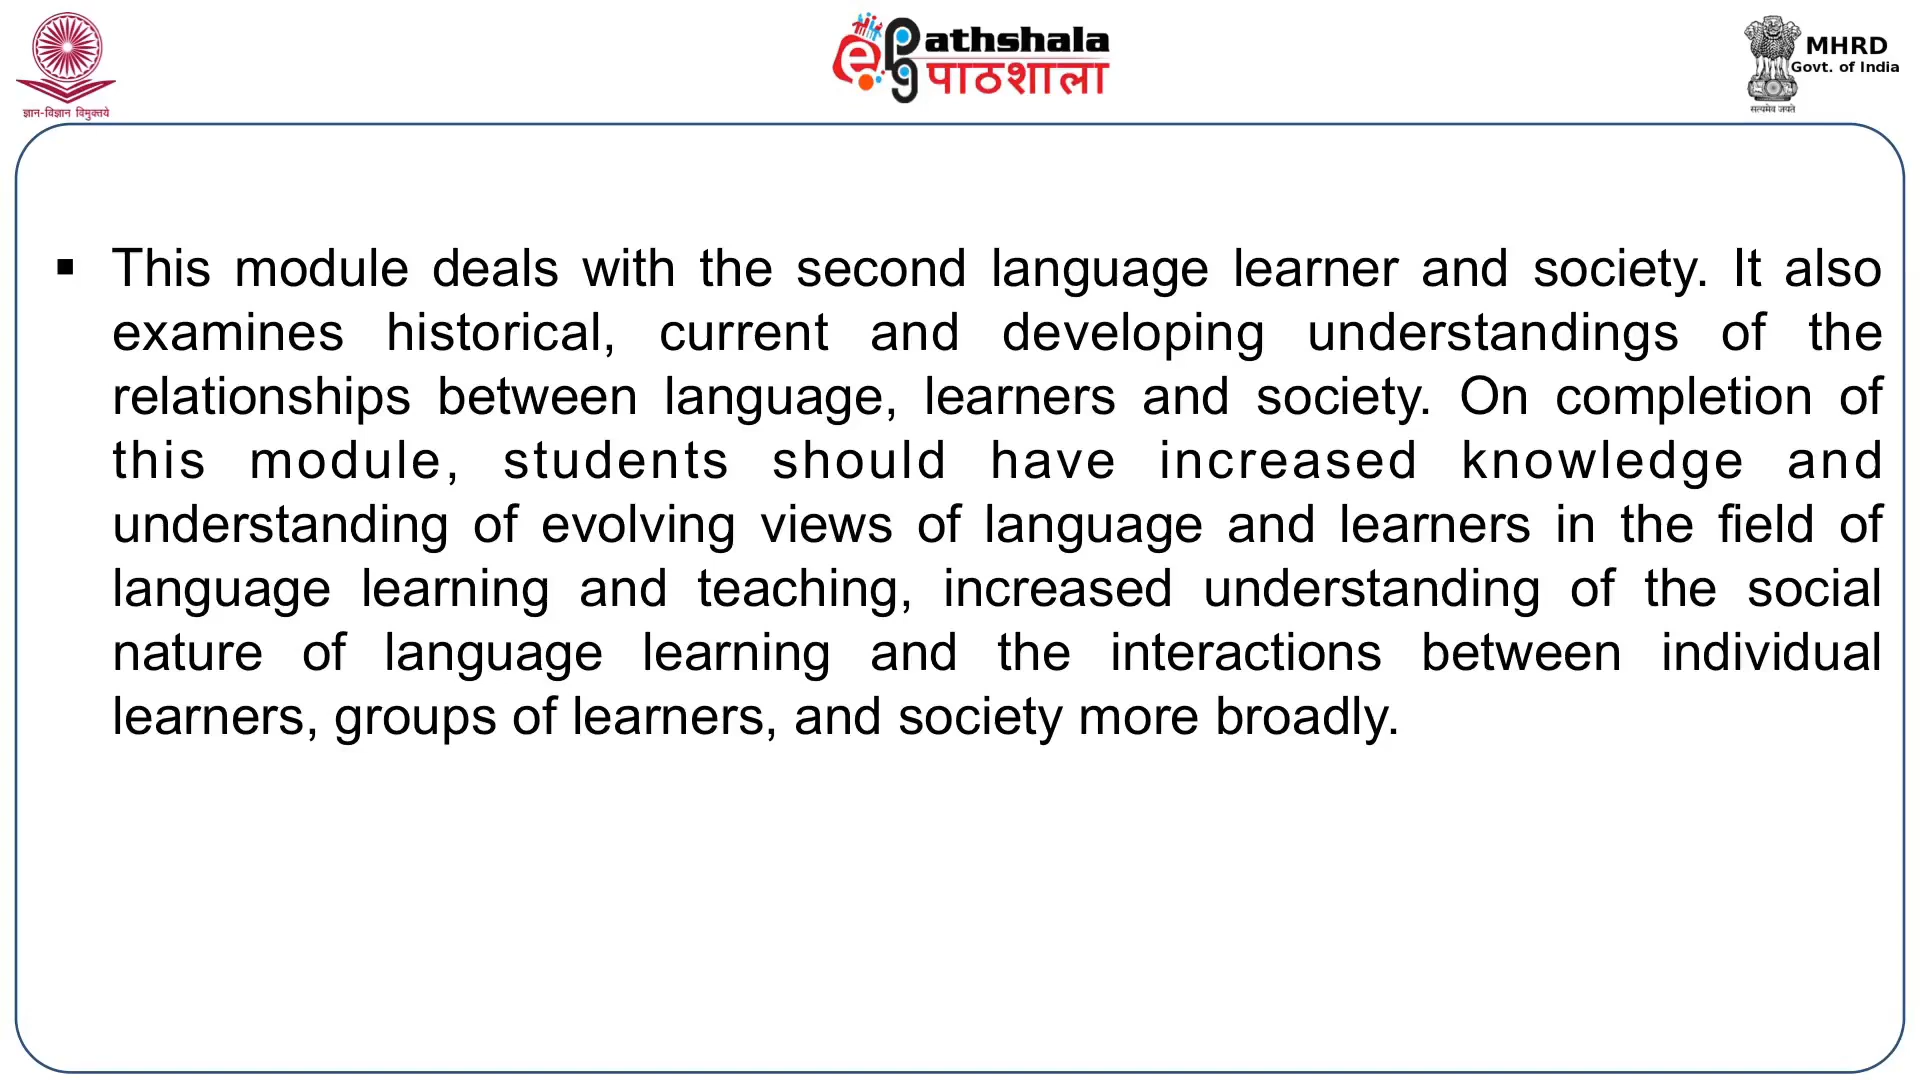 ज्ञान-विज्ञान विमुक्तये
ePG Pathshala
पाठशाला
MHRD
Govt. of India
सत्यमेव जयते
▪ This module deals with the second language learner and society. It also
examines historical, current and developing understandings of the
relationships between language, learners and society. On completion of
this module, students should have increased knowledge and
understanding of evolving views of language and learners in the field of
language learning and teaching, increased understanding of the social
nature of language learning and the interactions between individual
learners, groups of learners, and society more broadly.